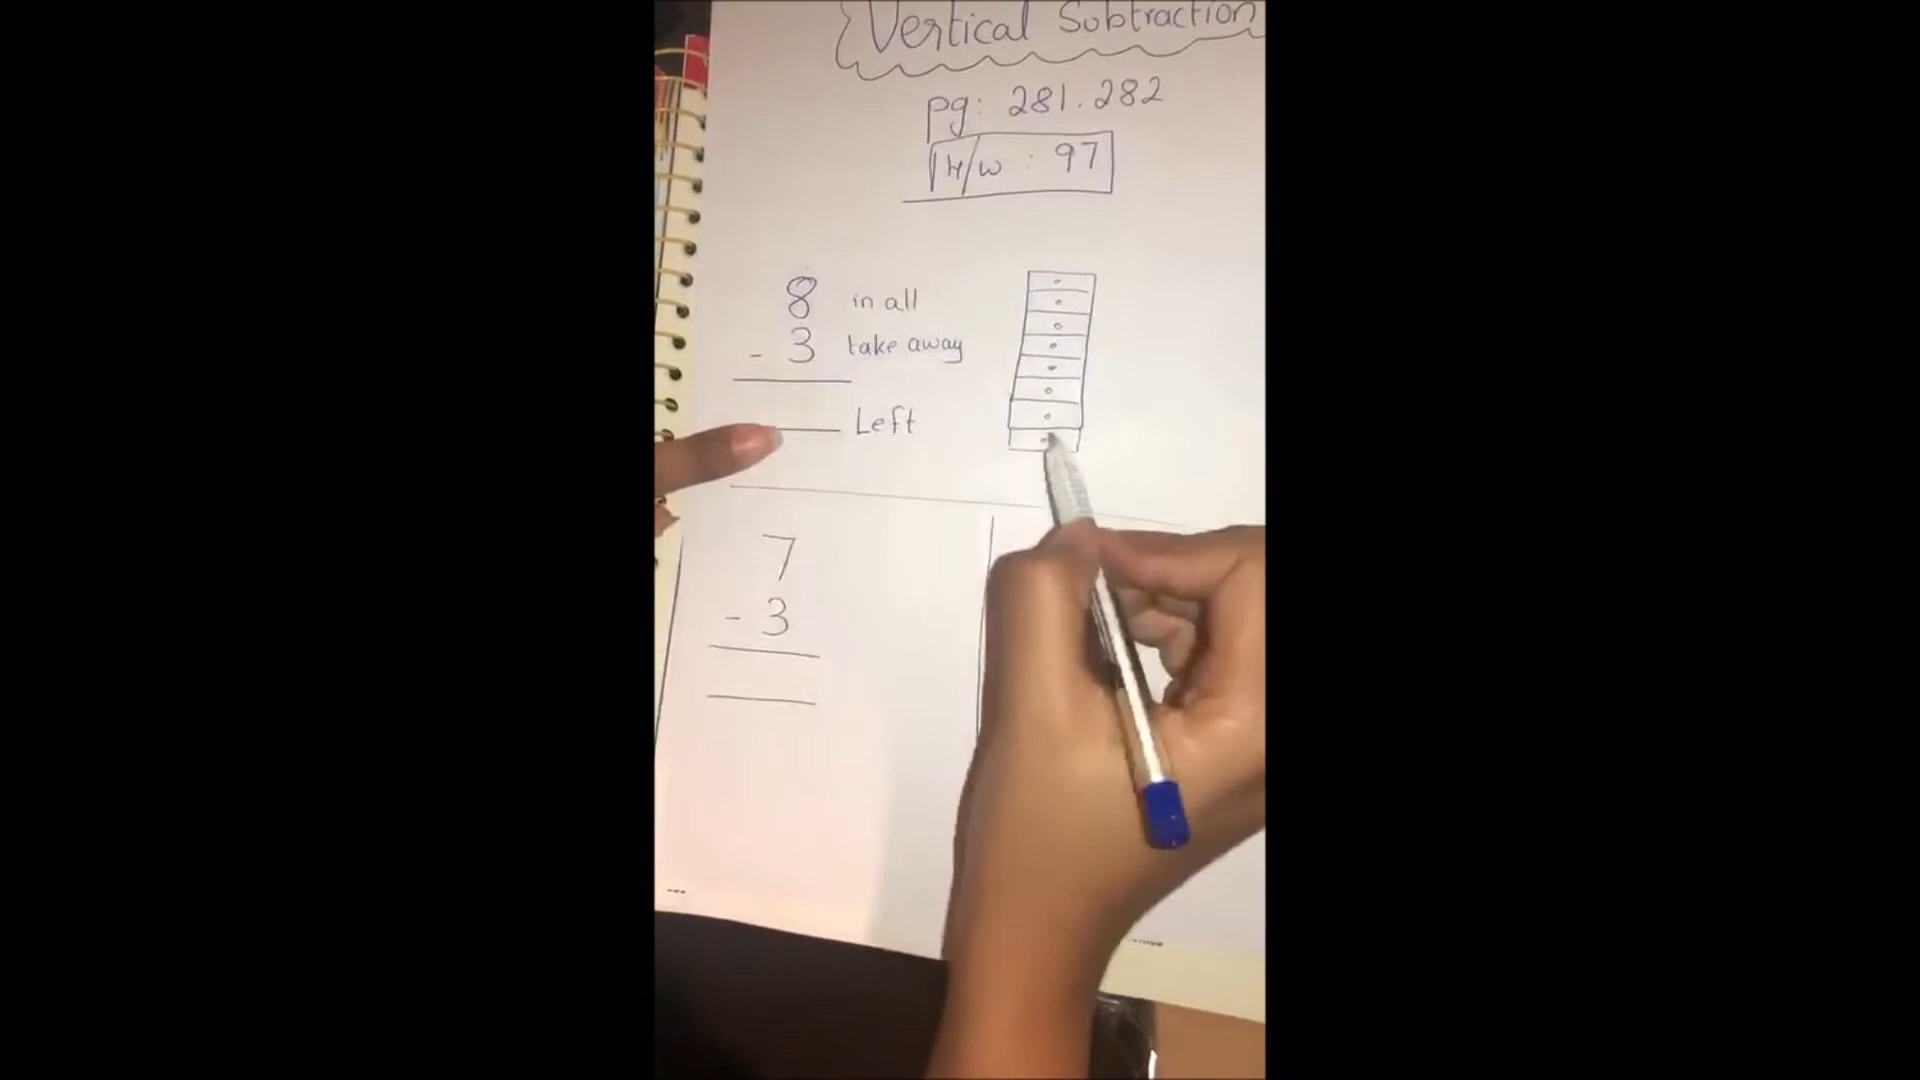 Vertical Subtraction
pg: 281.282
H/W : 97
8 in all
- 3 take away
Left
7
- 3